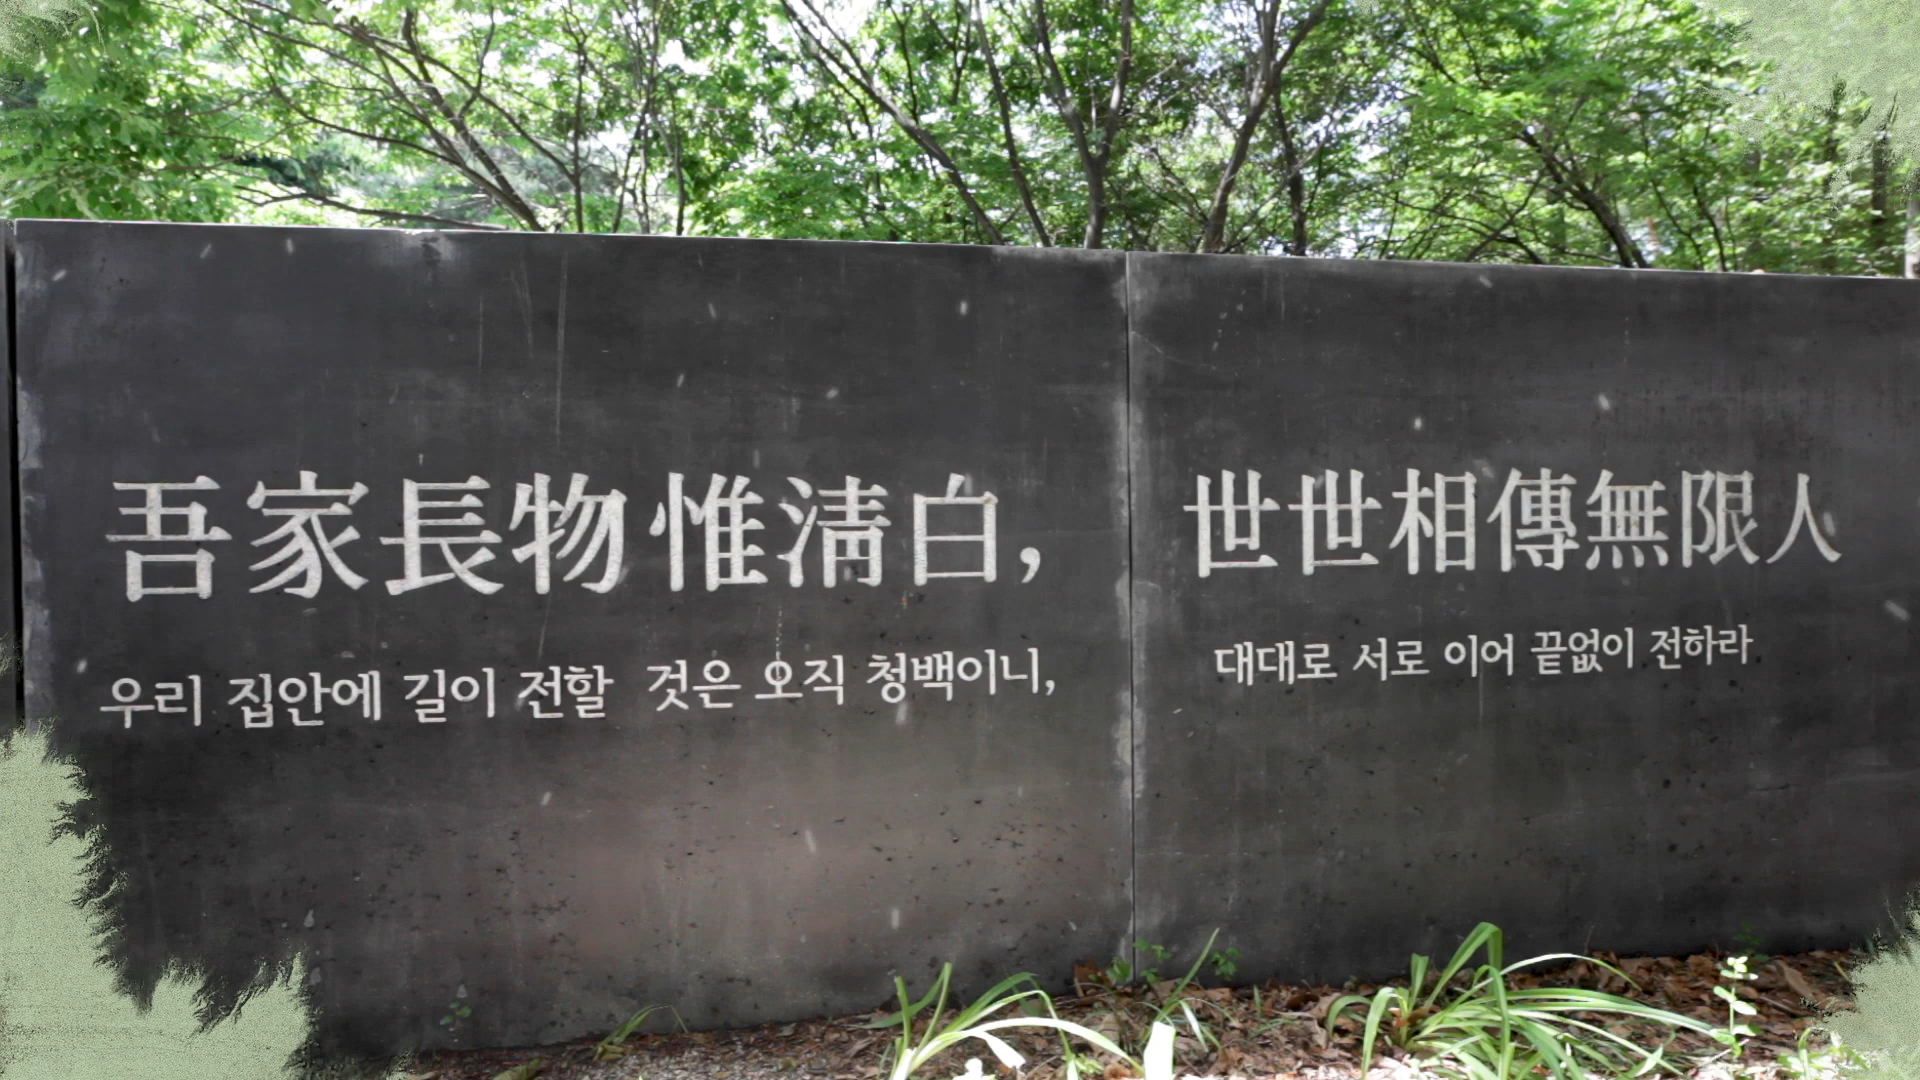 吾家長物 惟淸白,
우리 집안에 길이 전할 것은 오직 청백이니,
世世相傳無限人
대대로 서로 이어 끝없이 전하라